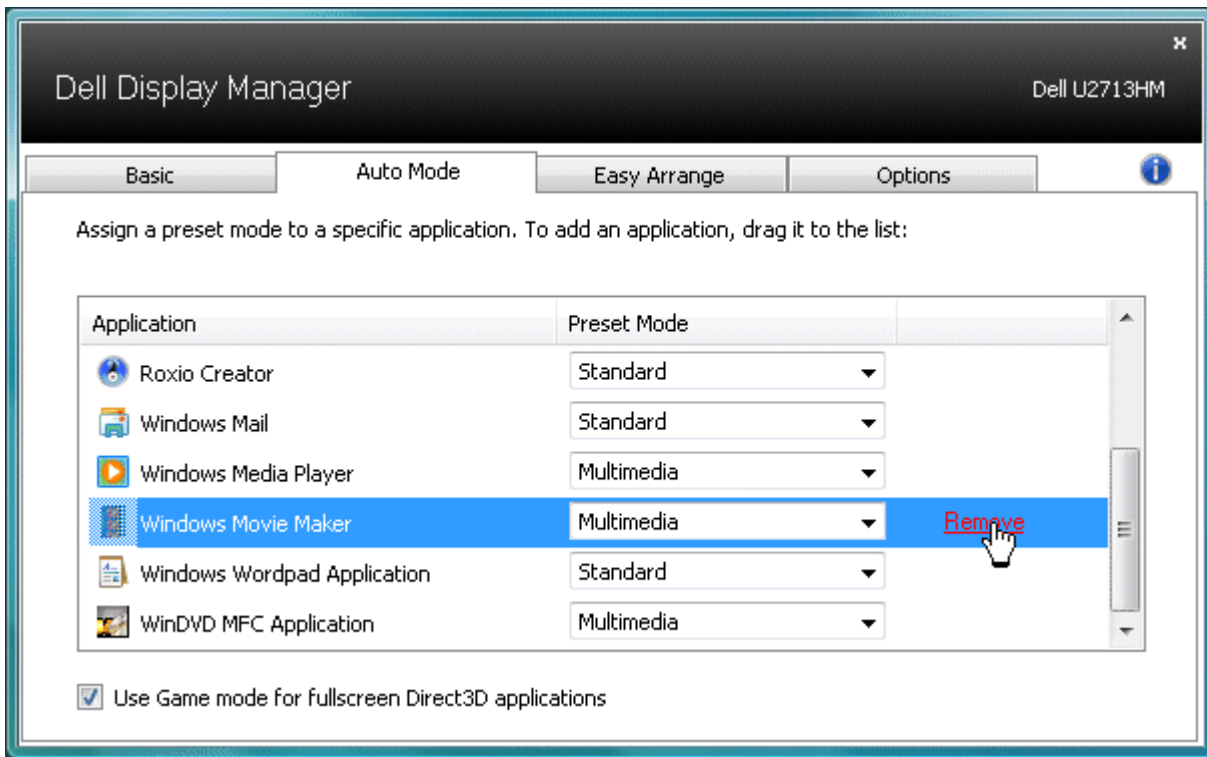 Dell Display Manager
Dell U2713HM
Basic Auto Mode Easy Arrange Options
Assign a preset mode to a specific application. To add an application, drag it to the list:
Application Preset Mode
Roxio Creator Standard
Windows Mail Standard
Windows Media Player Multimedia
Windows Movie Maker Multimedia Remove
Windows Wordpad Application Standard
WinDVD MFC Application Multimedia
Use Game mode for fullscreen Direct3D applications